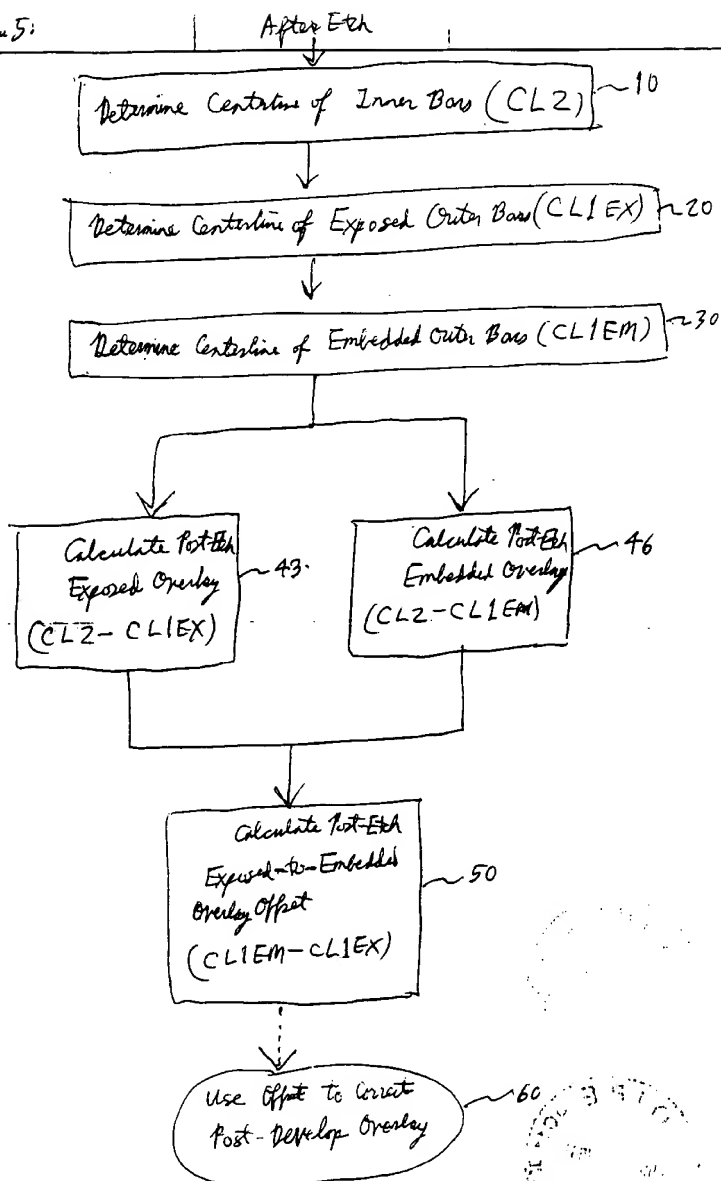 5:
After Etch
Determine Centerline of Inner Bars (CL2)
10
Determine Centerline of Exposed Outer Bars (CL1EX)
20
Determine Centerline of Embedded Outer Bars (CL1EM)
30
Calculate Post-Etch
Exposed Overlay
(CL2-CL1EX)
43.
Calculate Post-Etch
Embedded Overlay
(CL2-CL1EM)
46
Calculate Post-Etch
Exposed-to-Embedded
Overlay Offset
(CL1EM-CL1EX)
50
Use Offset to Correct
Post-Develop Overlay
60